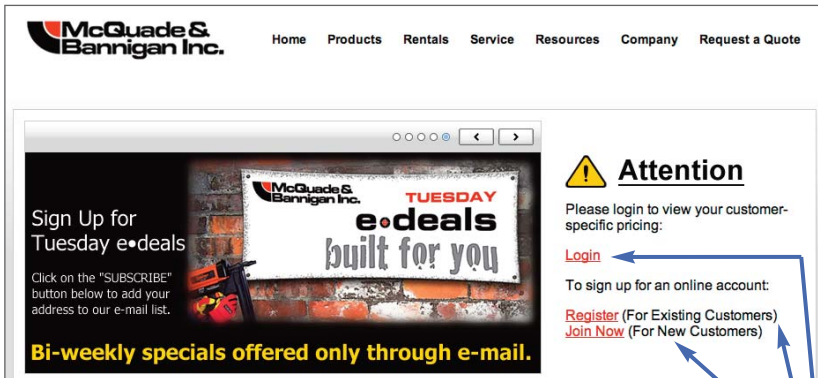 McQuade &
Bannigan Inc.
Home Products Rentals Service Resources Company Request a Quote
Sign Up for
Tuesday e•deals
Click on the "SUBSCRIBE"
button below to add your
address to our e-mail list.
McQuade &
Bannigan Inc.
TUESDAY
e•deals
built for you
Bi-weekly specials offered only through e-mail.
Attention
Please login to view your customer-
specific pricing:
Login
To sign up for an online account:
Register (For Existing Customers)
Join Now (For New Customers)